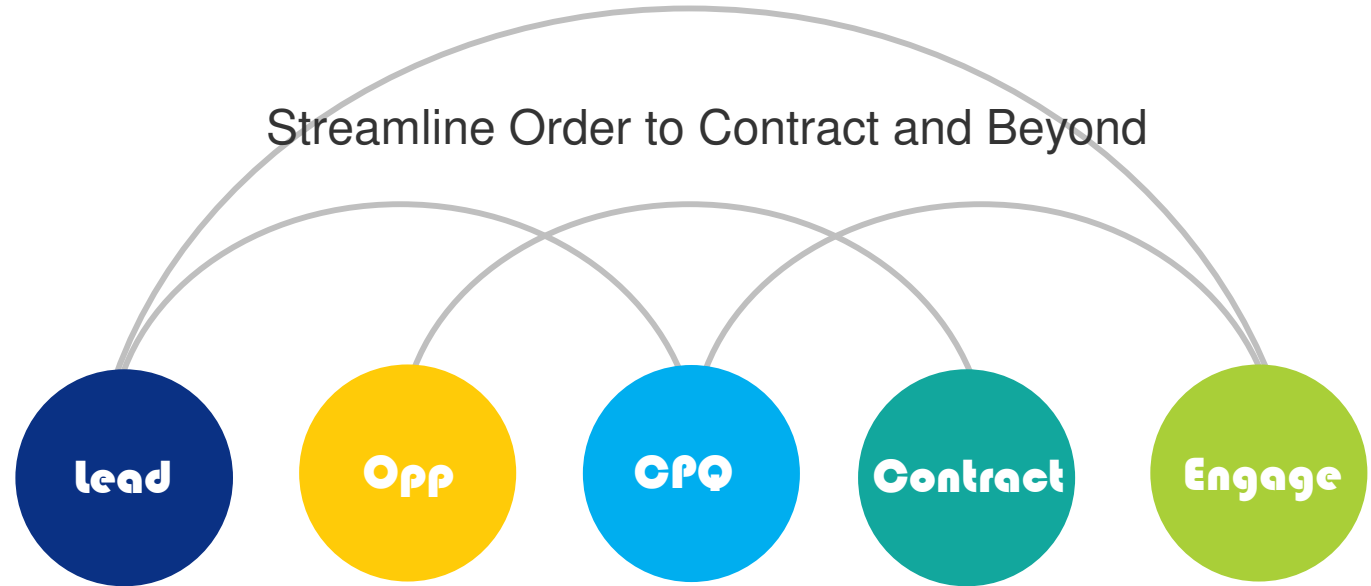 Streamline Order to Contract and Beyond
Lead
Opp
CPQ
Contract
Engage